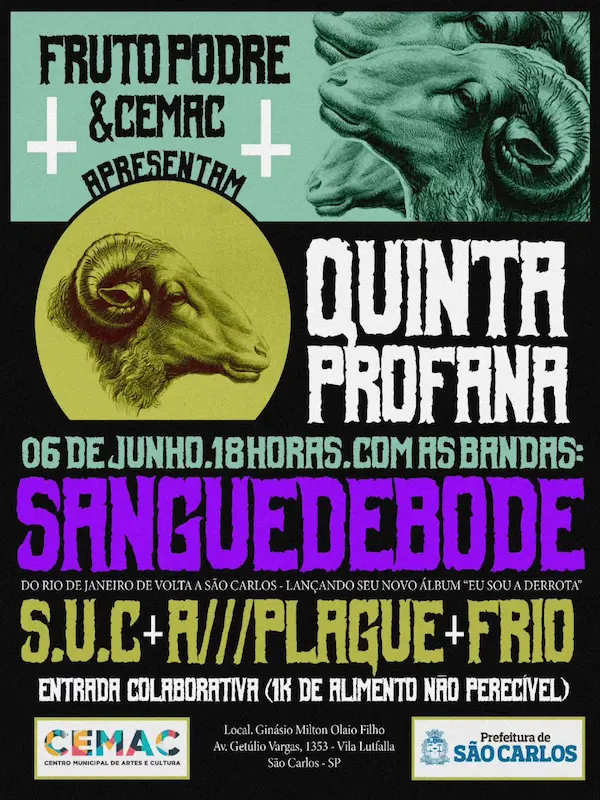 FRUTO PODRE
&CEMAC
APRESENTAM
QUINTA
PROFANA
06 DE JUNHO.18 HORAS.COM AS BANDAS:
SANGUEDEBODE
DO RIO DE JANEIRO DE VOLTA A SÃO CARLOS - LANÇANDO SEU NOVO ÁLBUM “EU SOU A DERROTA”
S.U.C+A///PLAGUE+FRIO
ENTRADA COLABORATIVA (1K DE ALIMENTO NÃO PERECÍVEL)
CEMAC
CENTRO MUNICIPAL DE ARTES E CULTURA
Local. Ginásio Milton Olaio Filho
Av. Getúlio Vargas, 1353 - Vila Lutfalla
São Carlos - SP
Prefeitura de
SÃO CARLOS